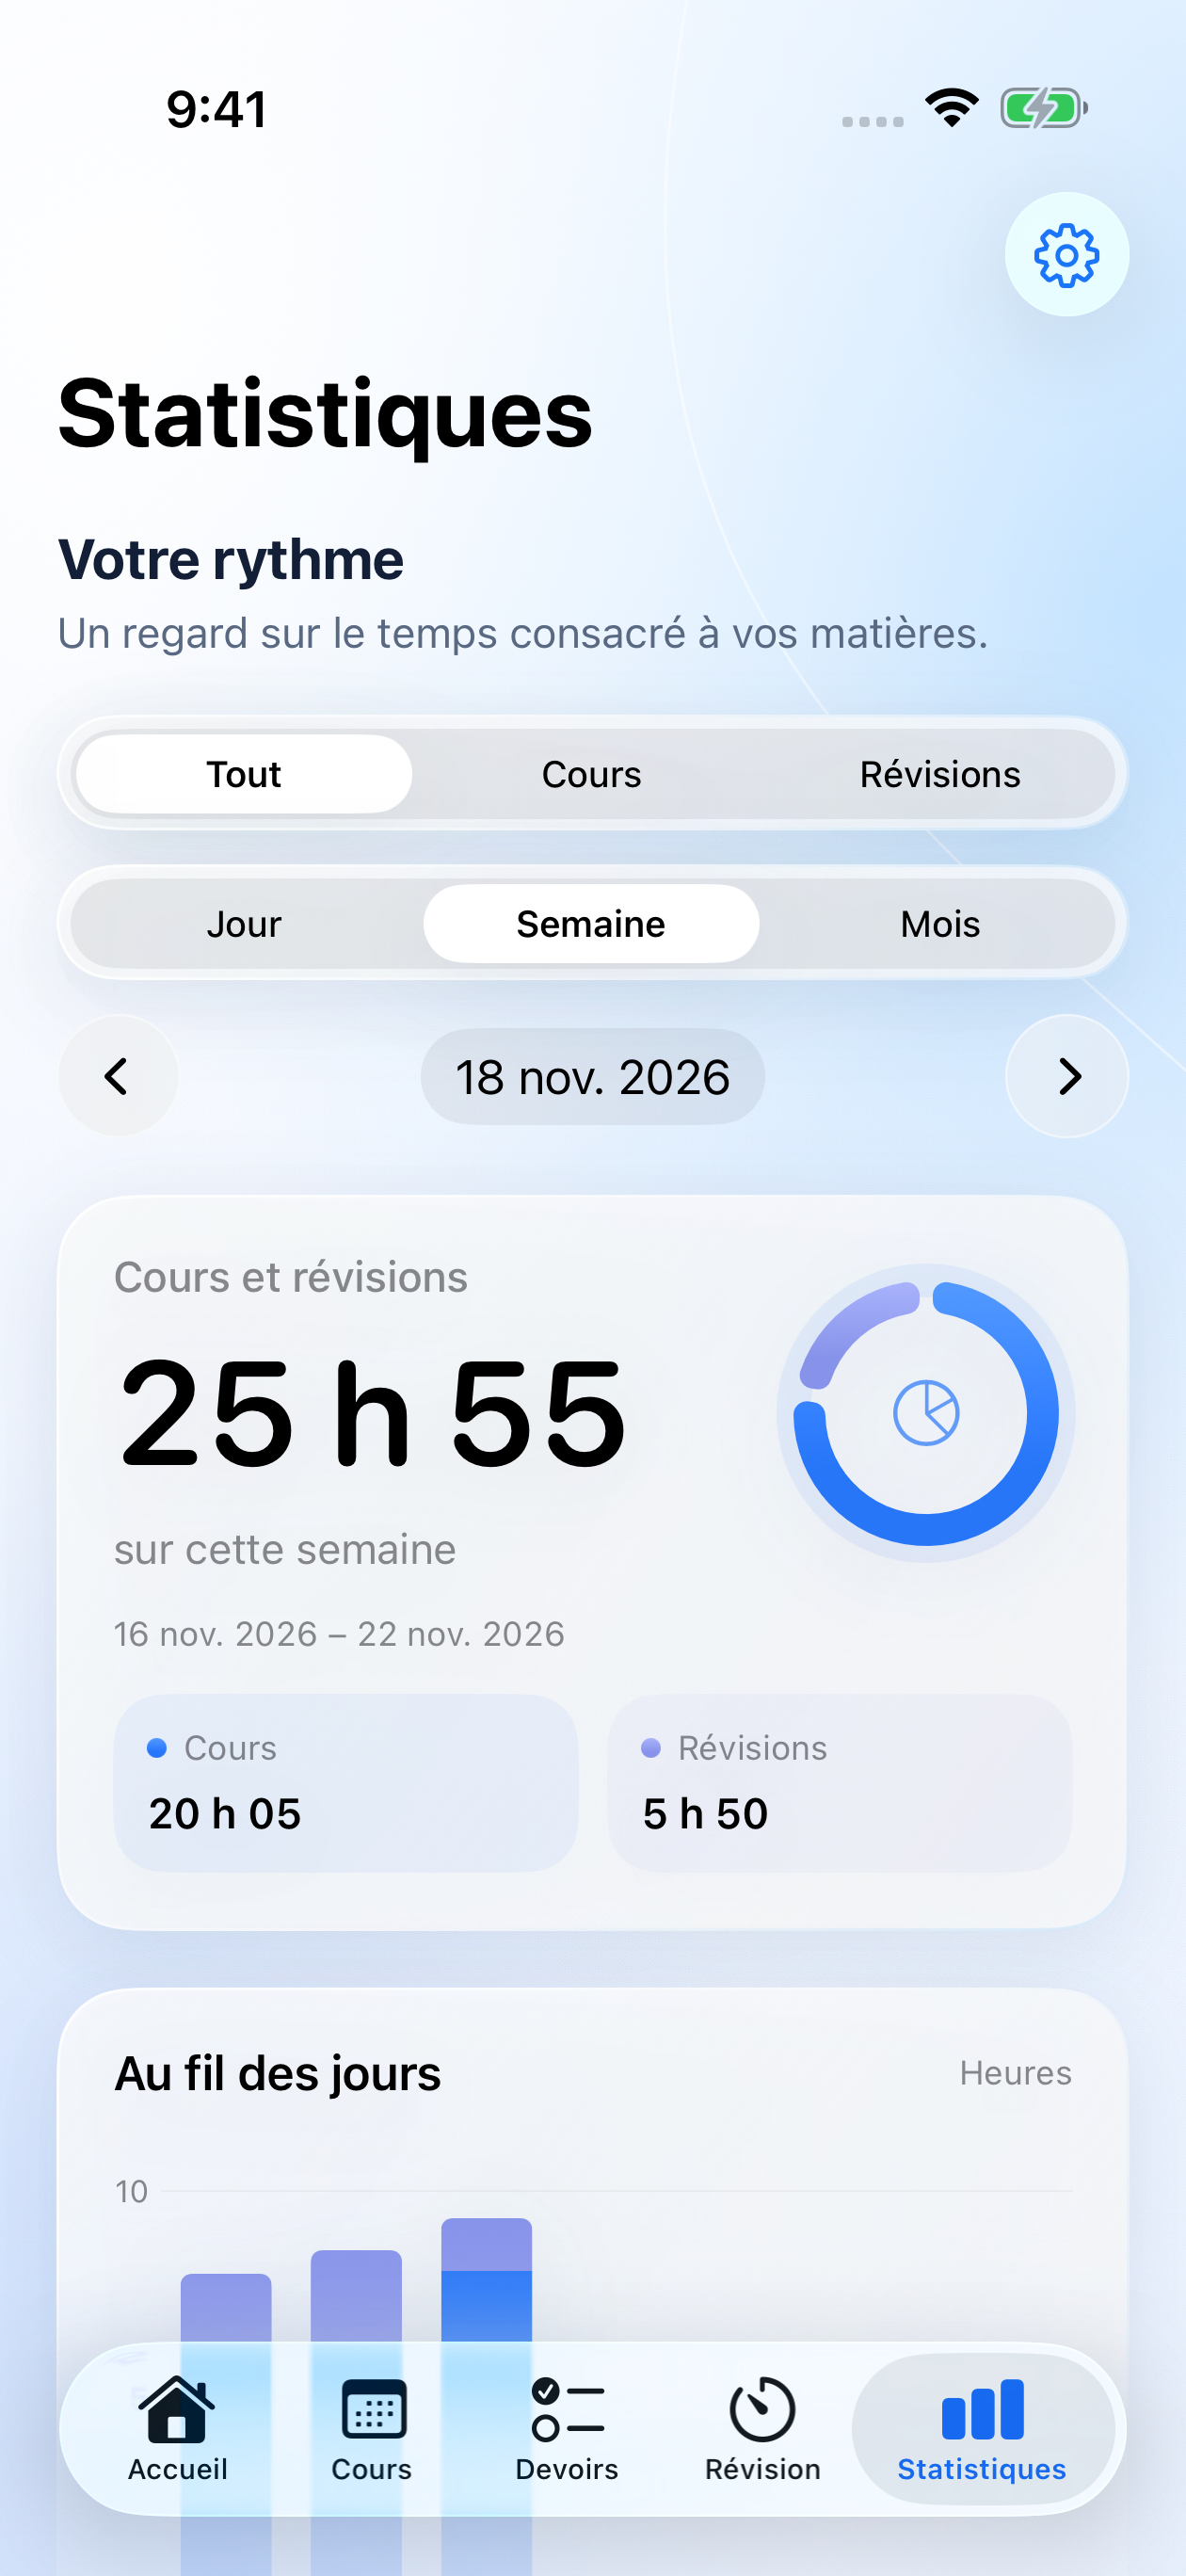 9:41
Statistiques
Votre rythme
Un regard sur le temps consacré à vos matières.
Tout Cours Révisions
Jour Semaine Mois
18 nov. 2026
Cours et révisions
25 h 55
sur cette semaine
16 nov. 2026 – 22 nov. 2026
Cours Révisions
20 h 05 5 h 50
Au fil des jours Heures
10
Accueil Cours Devoirs Révision Statistiques